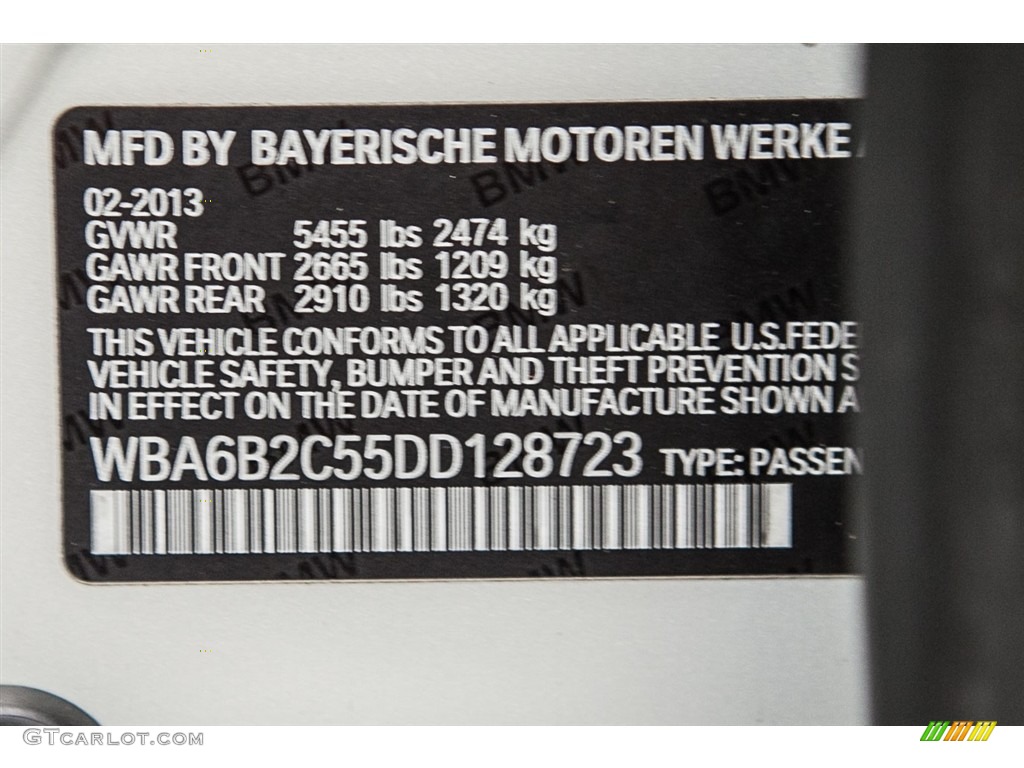 MFD BY BAYERISCHE MOTOREN WERKE
02-2013
GVWR 5455 lbs 2474 kg
GAWR FRONT 2665 lbs 1209 kg
GAWR REAR 2910 lbs 1320 kg
THIS VEHICLE CONFORMS TO ALL APPLICABLE U.S.FEDE
VEHICLE SAFETY, BUMPER AND THEFT PREVENTION S
IN EFFECT ON THE DATE OF MANUFACTURE SHOWN A
WBA6B2C55DD128723 TYPE: PASSEN
GTCARLOT.COM